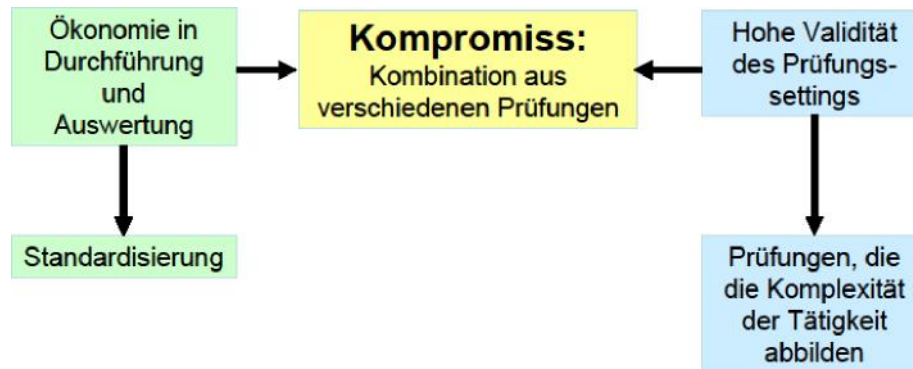 Ökonomie in
Durchführung
und
Auswertung
Kompromiss:
Kombination aus
verschiedenen Prüfungen
Hohe Validität
des Prüfungs-
settings
Standardisierung
Prüfungen, die
die Komplexität
der Tätigkeit
abbilden